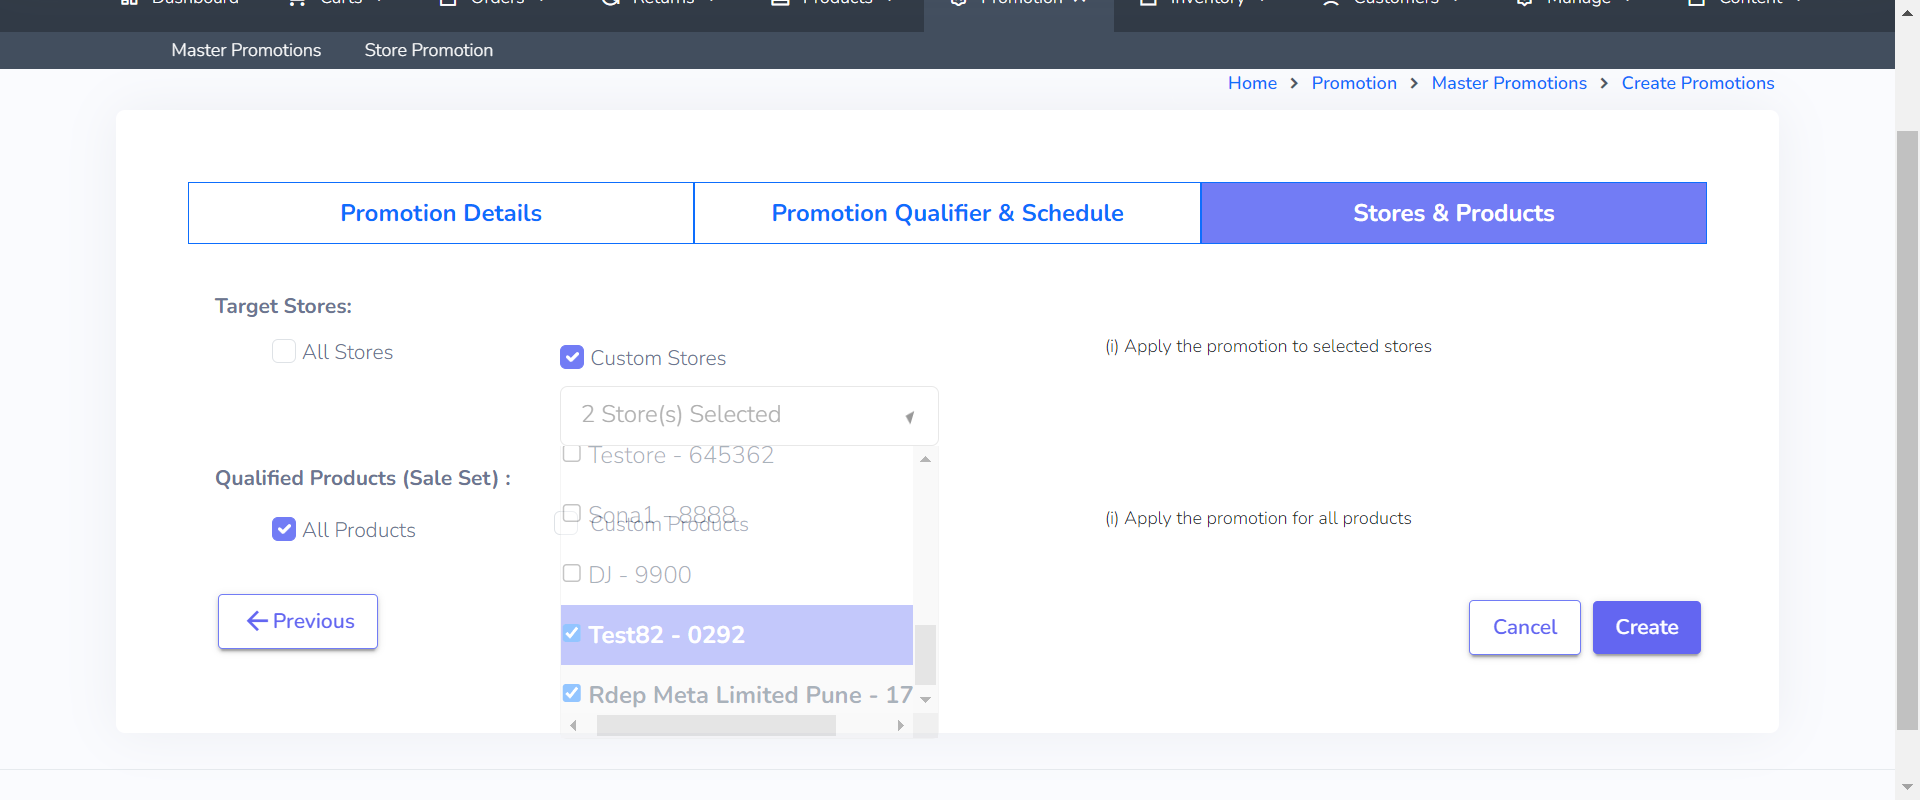 Dashboard Carts Orders Returns Products Promotion Inventory Customers Manage Content
Master Promotions Store Promotion
Home > Promotion > Master Promotions > Create Promotions
Promotion Details Promotion Qualifier & Schedule Stores & Products
Target Stores:
All Stores Custom Stores (i) Apply the promotion to selected stores
2 Store(s) Selected
Testore - 645362
Qualified Products (Sale Set) :
Sona1 - 8888
All Products Custom Products (i) Apply the promotion for all products
DJ - 9900
Previous Test82 - 0292 Cancel Create
Rdep Meta Limited Pune - 17